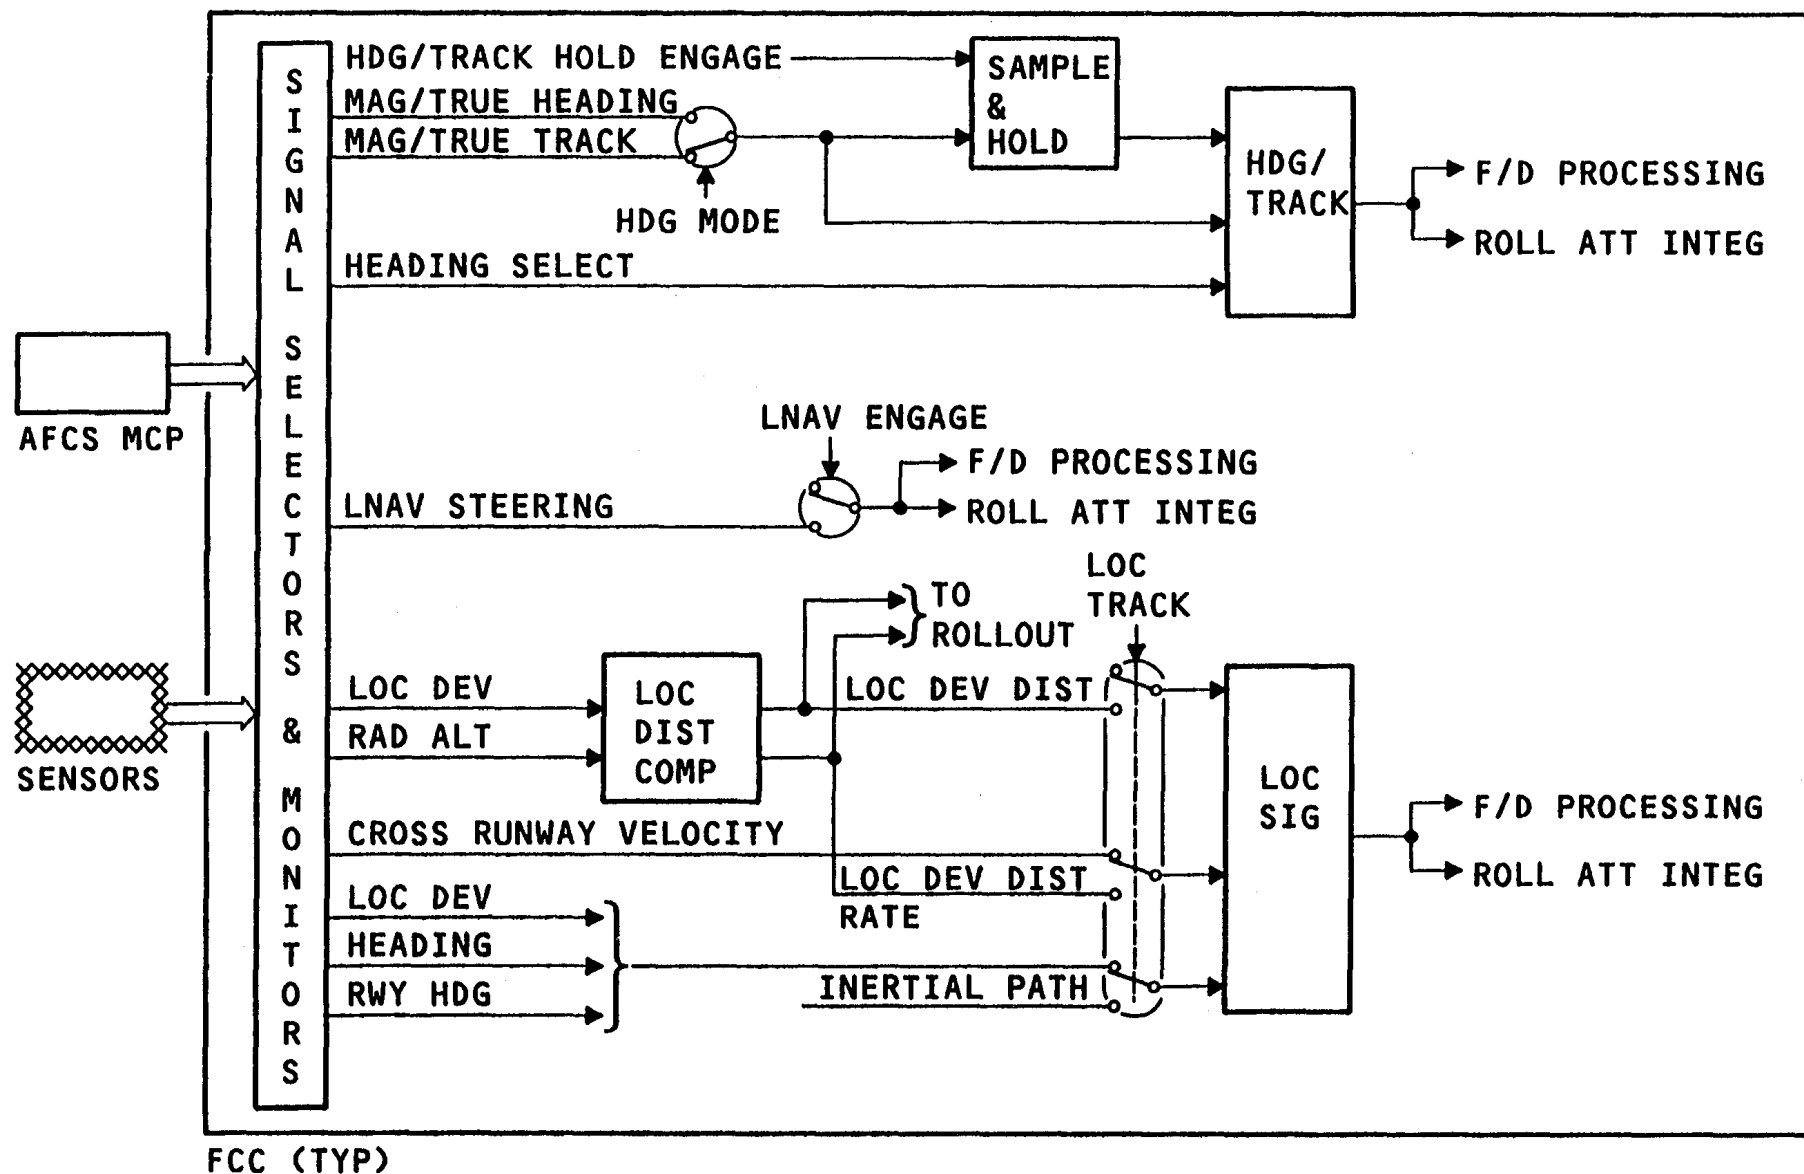 HDG/TRACK HOLD ENGAGE
MAG/TRUE HEADING
MAG/TRUE TRACK
HDG MODE
HEADING SELECT
SAMPLE
&
HOLD
HDG/
TRACK
F/D PROCESSING
ROLL ATT INTEG
SIGNAL SELECTORS & MONITORS
AFCS MCP
SENSORS
LNAV ENGAGE
LNAV STEERING
F/D PROCESSING
ROLL ATT INTEG
LOC
TRACK
TO
ROLLOUT
LOC DEV
RAD ALT
LOC
DIST
COMP
LOC DEV DIST
CROSS RUNWAY VELOCITY
LOC DEV DIST
RATE
LOC DEV
HEADING
RWY HDG
INERTIAL PATH
LOC
SIG
F/D PROCESSING
ROLL ATT INTEG
FCC (TYP)